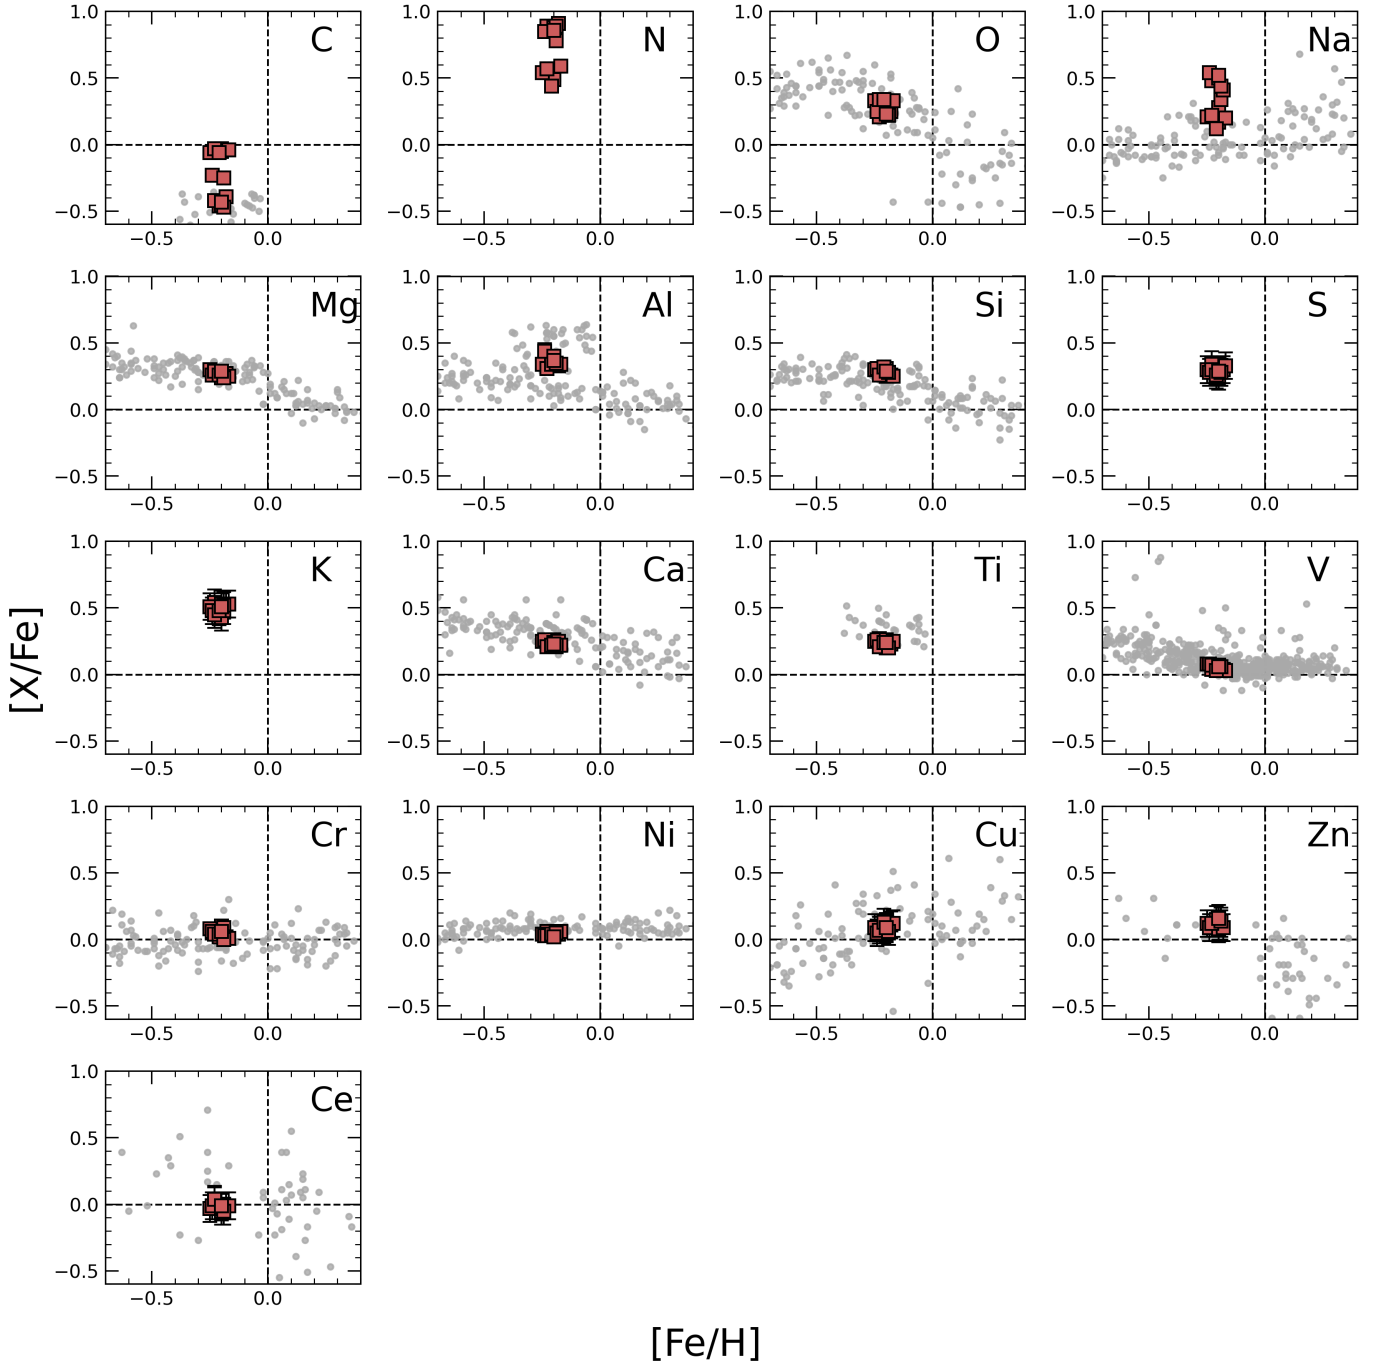 1.0 C 1.0 N 1.0 O 1.0 Na
0.5 0.5 0.5 0.5
0.0 0.0 0.0 0.0
−0.5 −0.5 −0.5 −0.5
−0.5 0.0 −0.5 0.0 −0.5 0.0 −0.5 0.0
1.0 Mg 1.0 Al 1.0 Si 1.0 S
0.5 0.5 0.5 0.5
0.0 0.0 0.0 0.0
−0.5 −0.5 −0.5 −0.5
−0.5 0.0 −0.5 0.0 −0.5 0.0 −0.5 0.0
1.0 K 1.0 Ca 1.0 Ti 1.0 V
0.5 0.5 0.5 0.5
[X/Fe]
0.0 0.0 0.0 0.0
−0.5 −0.5 −0.5 −0.5
−0.5 0.0 −0.5 0.0 −0.5 0.0 −0.5 0.0
1.0 Cr 1.0 Ni 1.0 Cu 1.0 Zn
0.5 0.5 0.5 0.5
0.0 0.0 0.0 0.0
−0.5 −0.5 −0.5 −0.5
−0.5 0.0 −0.5 0.0 −0.5 0.0 −0.5 0.0
1.0 Ce
0.5
0.0
−0.5
−0.5 0.0
[Fe/H]